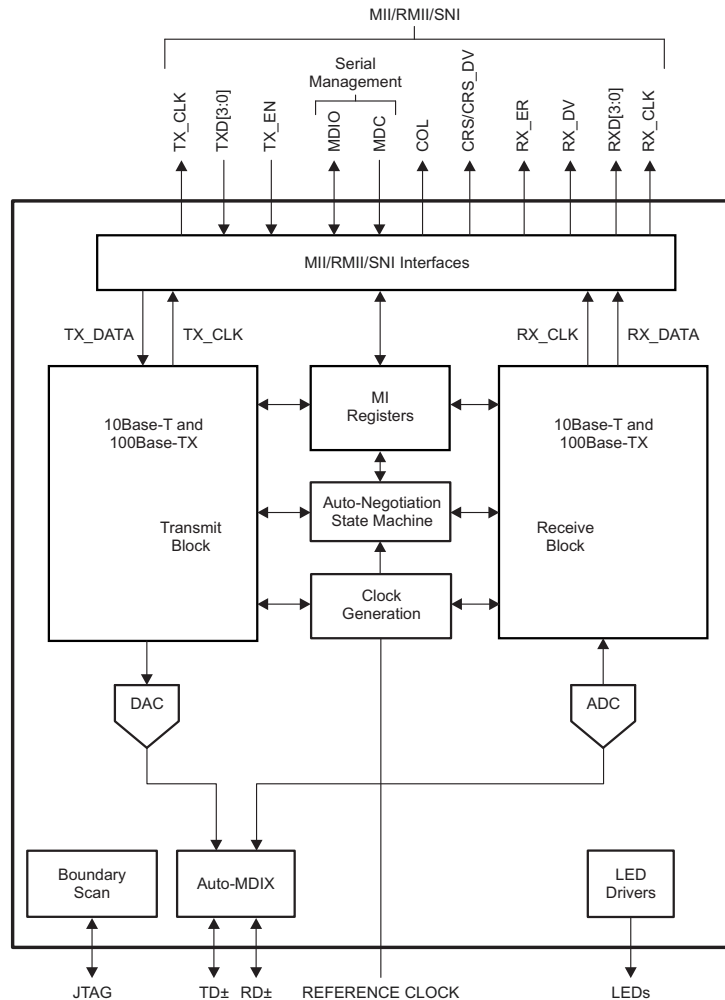 MII/RMII/SNI
Serial
Management
TX_CLK
TXD[3:0]
TX_EN
MDIO
MDC
COL
CRS/CRS_DV
RX_ER
RX_DV
RXD[3:0]
RX_CLK
MII/RMII/SNI Interfaces
TX_DATA
TX_CLK
RX_CLK
RX_DATA
10Base-T and
100Base-TX
Transmit
Block
MI
Registers
Auto-Negotiation
State Machine
Clock
Generation
10Base-T and
100Base-TX
Receive
Block
DAC
ADC
Boundary
Scan
Auto-MDIX
LED
Drivers
JTAG
TD±
RD±
REFERENCE CLOCK
LEDs